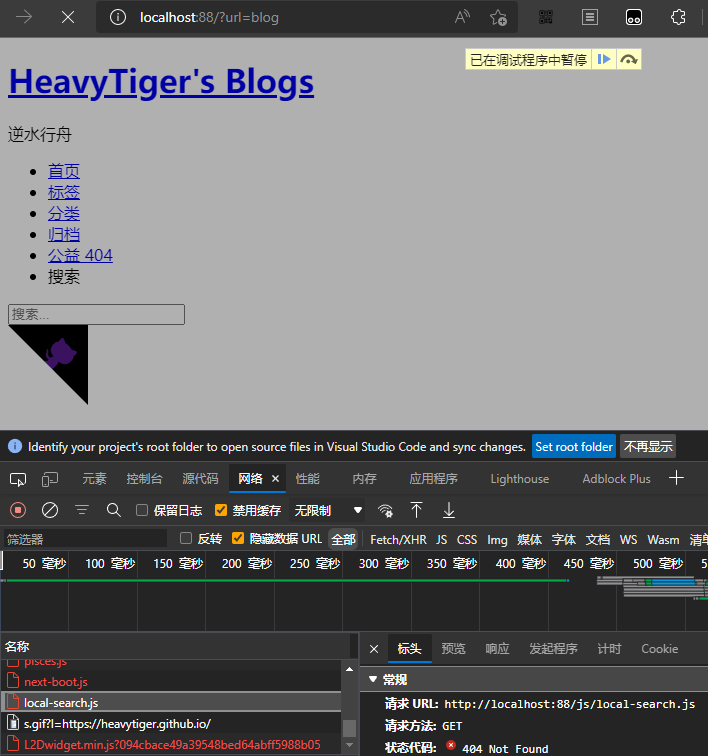 localhost:88/?url=blog
已在调试程序中暂停
HeavyTiger's Blogs
逆水行舟
首页
标签
分类
归档
公益 404
搜索
搜索...
Identify your project's root folder to open source files in Visual Studio Code and sync changes. Set root folder 不再显示
元素 控制台 源代码 网络 性能 内存 应用程序 Lighthouse Adblock Plus
保留日志 禁用缓存 无限制
筛选器 反转 隐藏数据 URL 全部 Fetch/XHR JS CSS Img 媒体 字体 文档 WS Wasm 清单
50 毫秒 100 毫秒 150 毫秒 200 毫秒 250 毫秒 300 毫秒 350 毫秒 400 毫秒 450 毫秒 500 毫秒 5
名称 标头 预览 响应 发起程序 计时 Cookie
pisces.js
next-boot.js
local-search.js
s.gif?l=https://heavytiger.github.io/
L2Dwidget.min.js?094cbace49a39548bed64abff5988b05
常规
请求 URL: http://localhost:88/js/local-search.js
请求方法: GET
状态代码: 404 Not Found